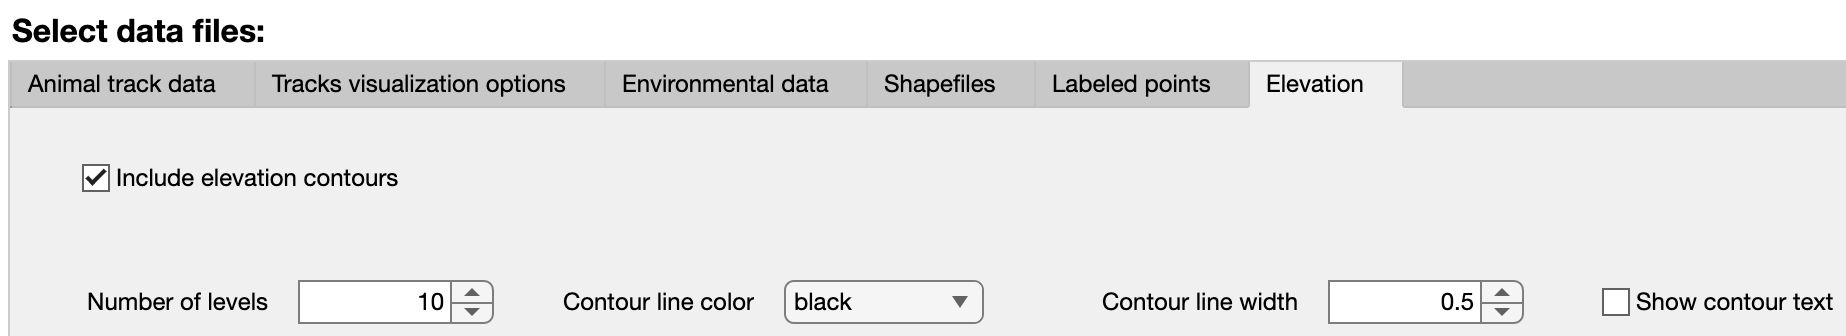 Select data files:
Animal track data Tracks visualization options Environmental data Shapefiles Labeled points Elevation
Include elevation contours
Number of levels 10 Contour line color black Contour line width 0.5 Show contour text